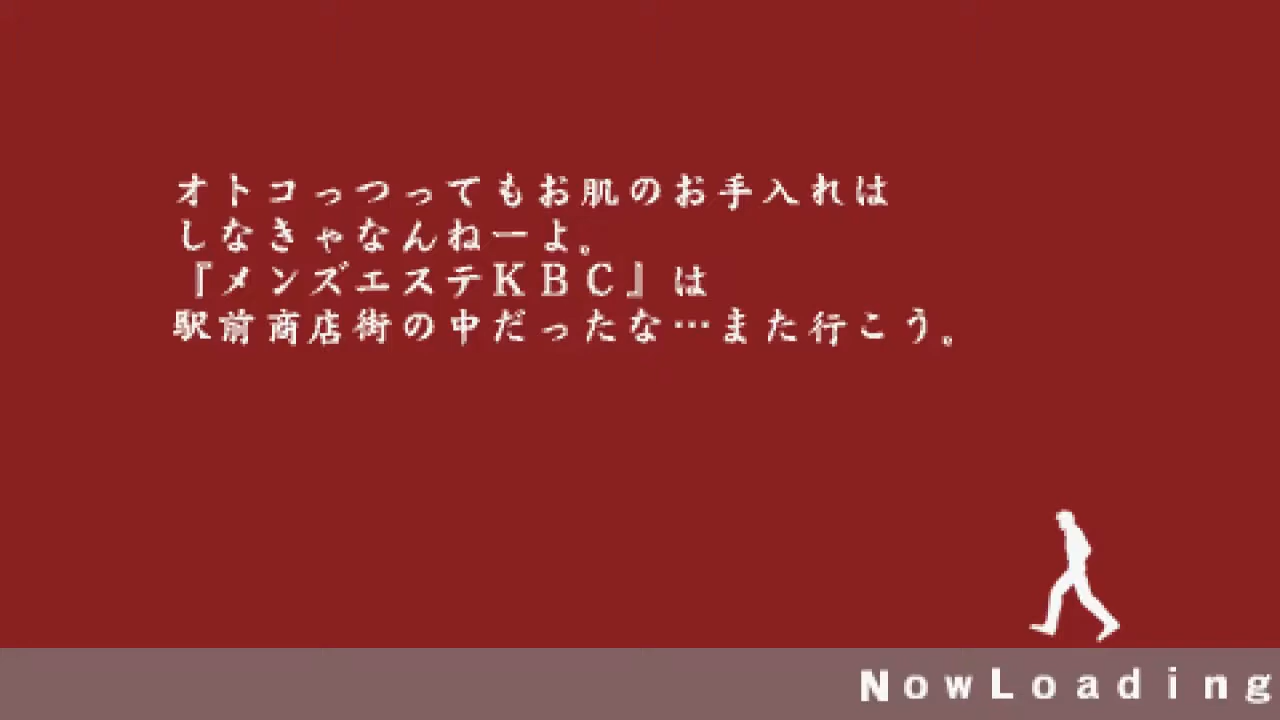 オトコっつってもお肌のお手入れは
しなきゃなんねーよ。
『メンズエステＫＢＣ』は
駅前商店街の中だったな…また行こう。
NowLoading